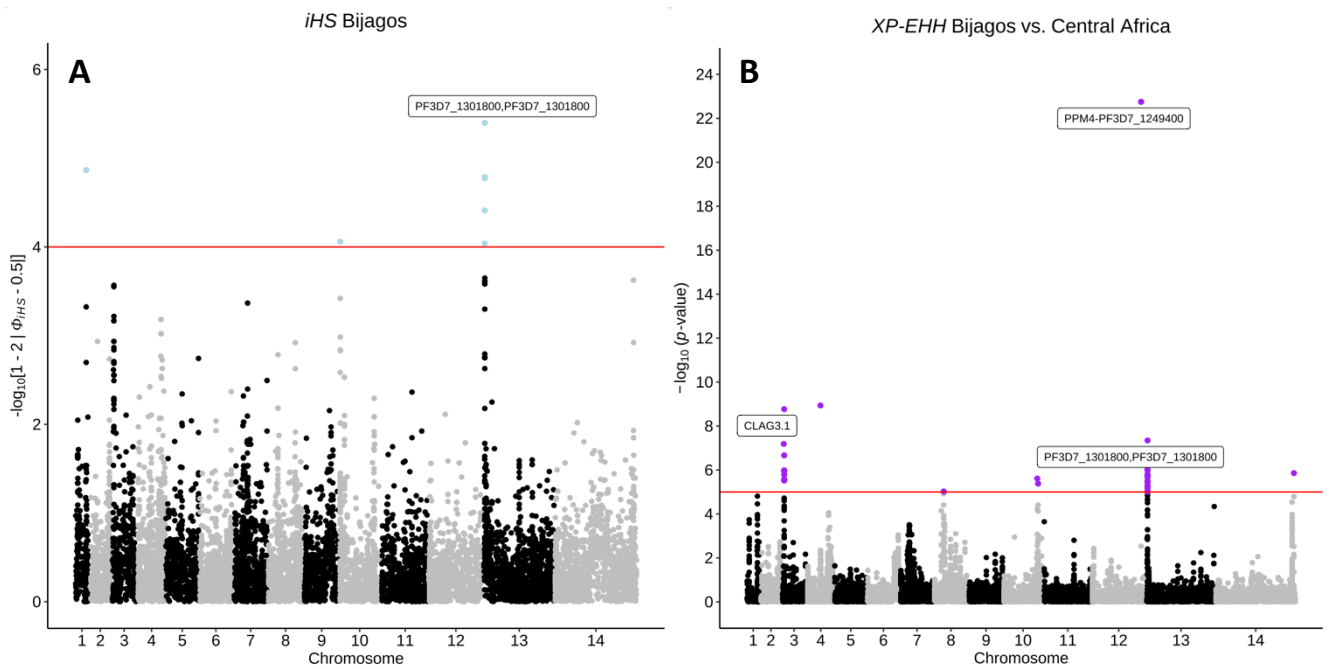 iHS Bijagos
A
6
4
2
0
-log10[1 - 2 | ΦiHS - 0.5|]
PF3D7_1301800,PF3D7_1301800
1 2 3 4 5 6 7 8 9 10 11 12 13 14
Chromosome
XP-EHH Bijagos vs. Central Africa
B
24
22
20
18
16
14
12
10
8
6
4
2
0
−log10 (p-value)
PPM4-PF3D7_1249400
CLAG3.1
PF3D7_1301800,PF3D7_1301800
1 2 3 4 5 6 7 8 9 10 11 12 13 14
Chromosome